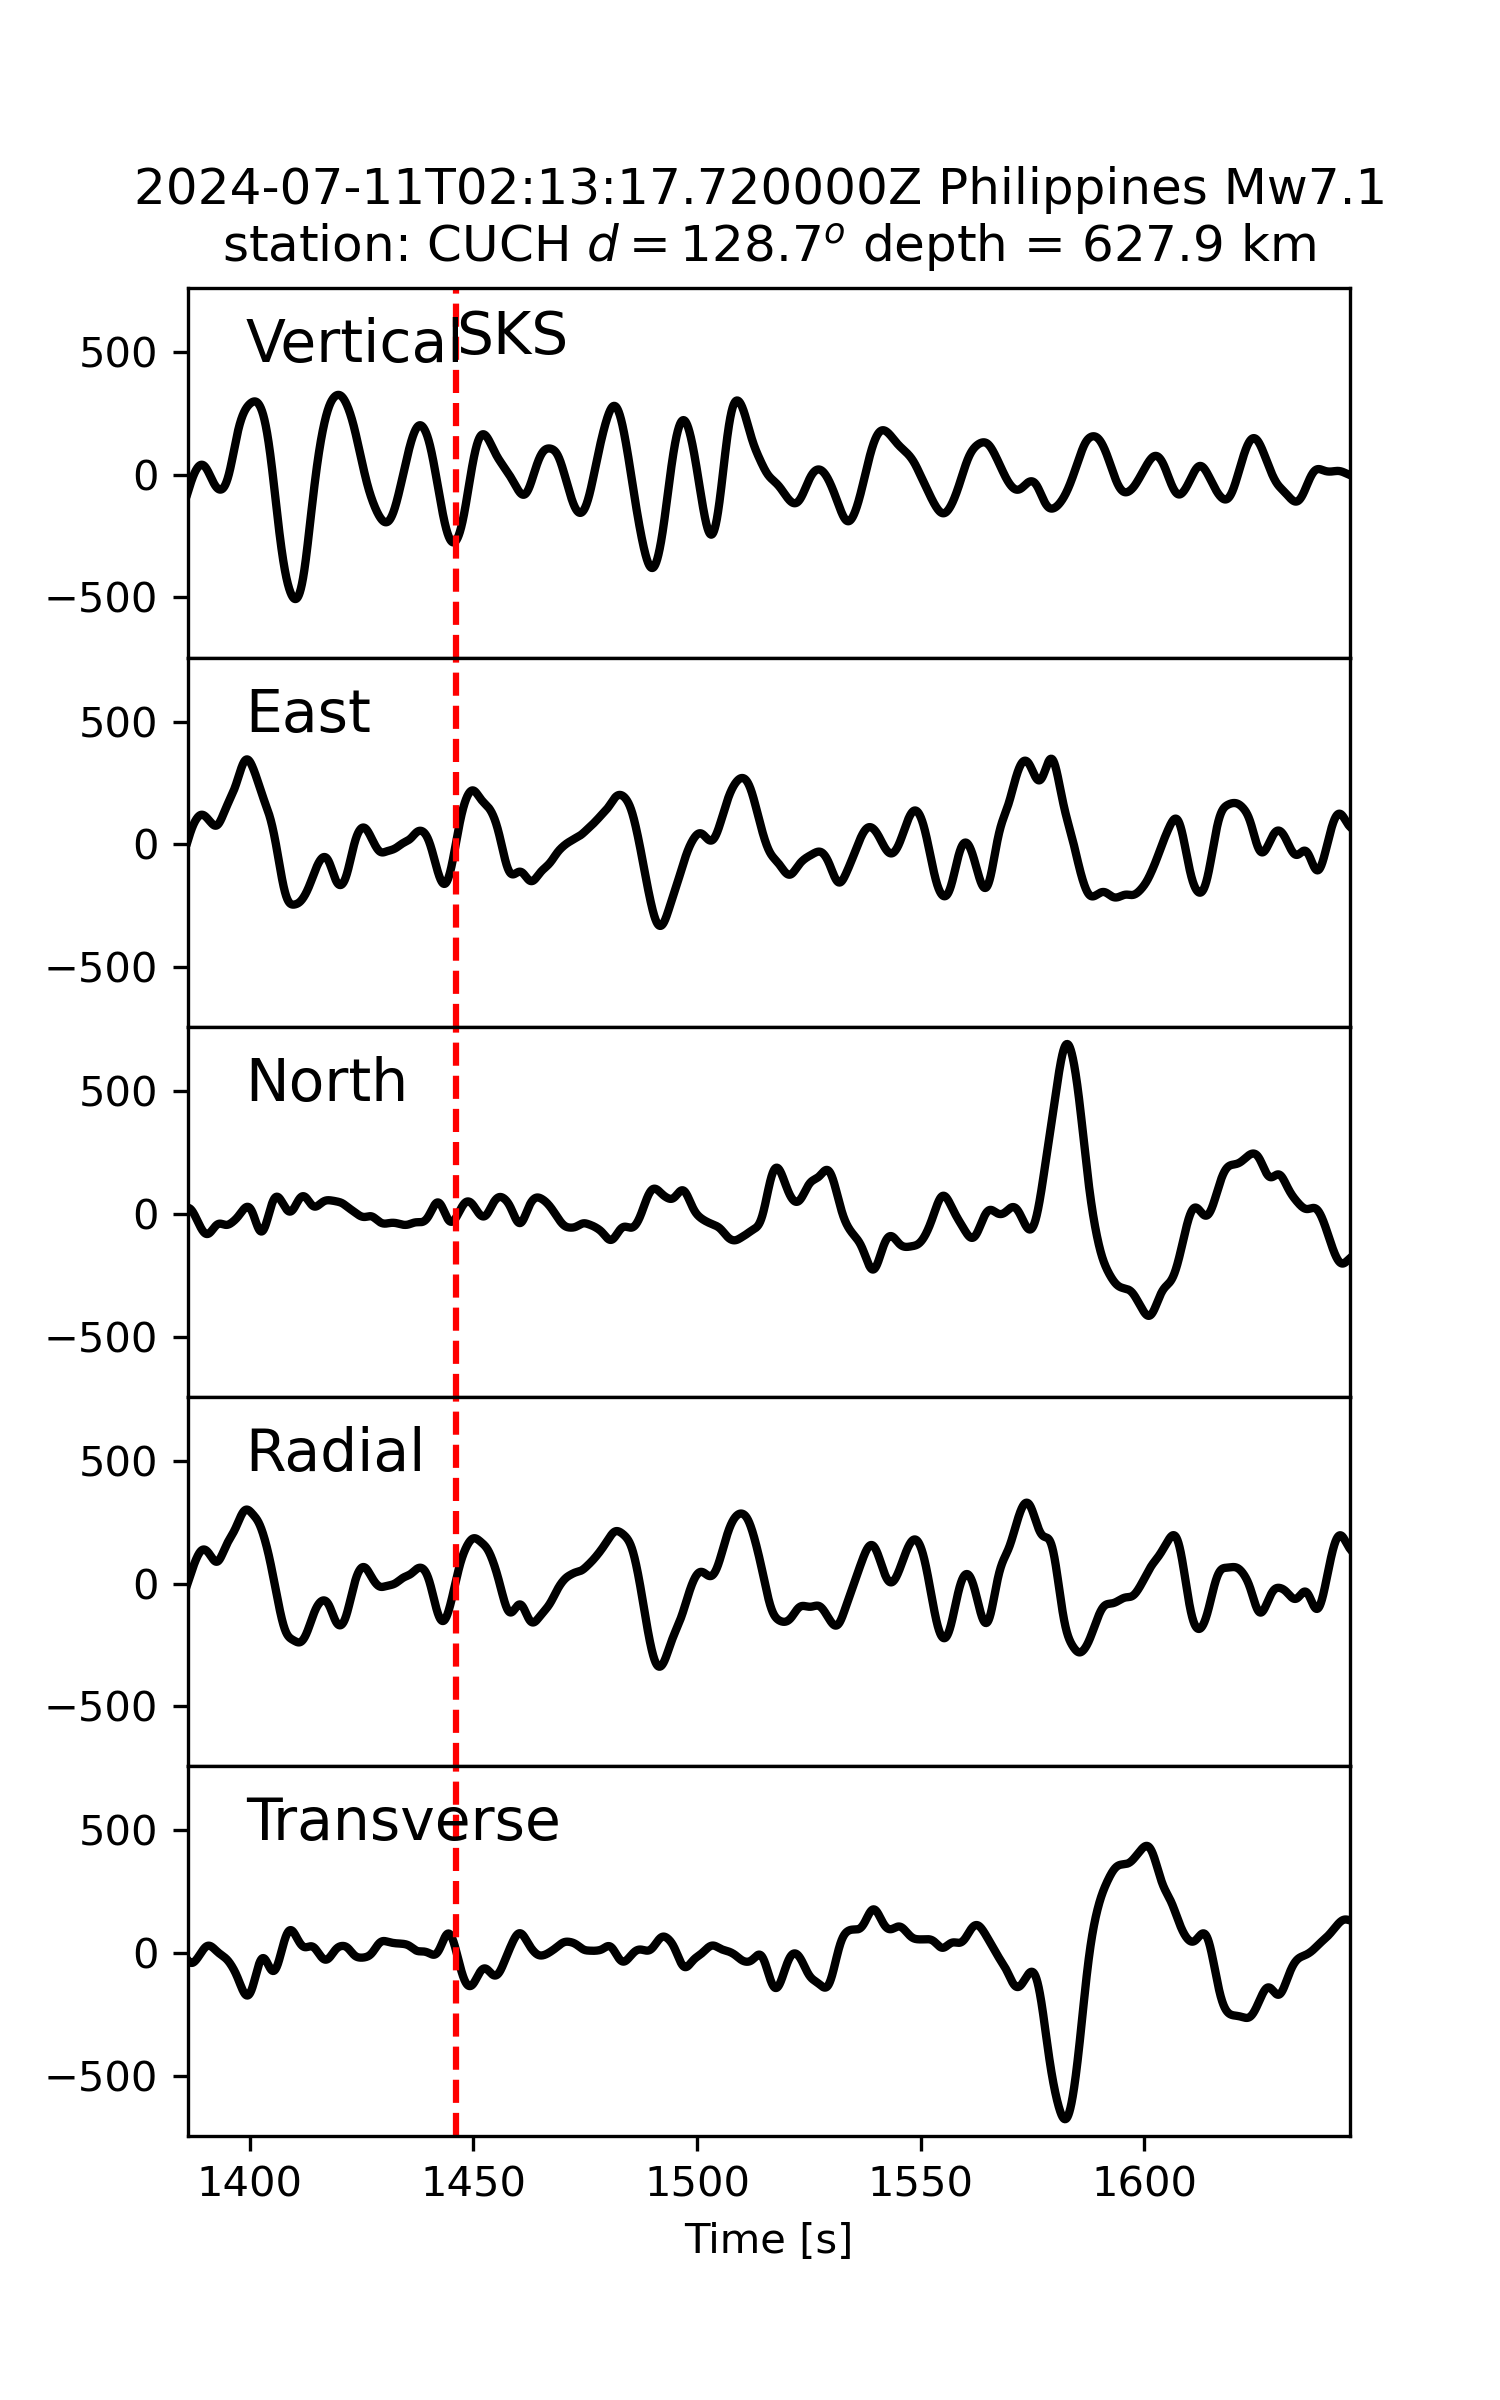 2024-07-11T02:13:17.720000Z Philippines Mw7.1
station: CUCH d = 128.7° depth = 627.9 km
Vertical SKS
500
0
−500
East
500
0
−500
North
500
0
−500
Radial
500
0
−500
Transverse
500
0
−500
1400 1450 1500 1550 1600
Time [s]